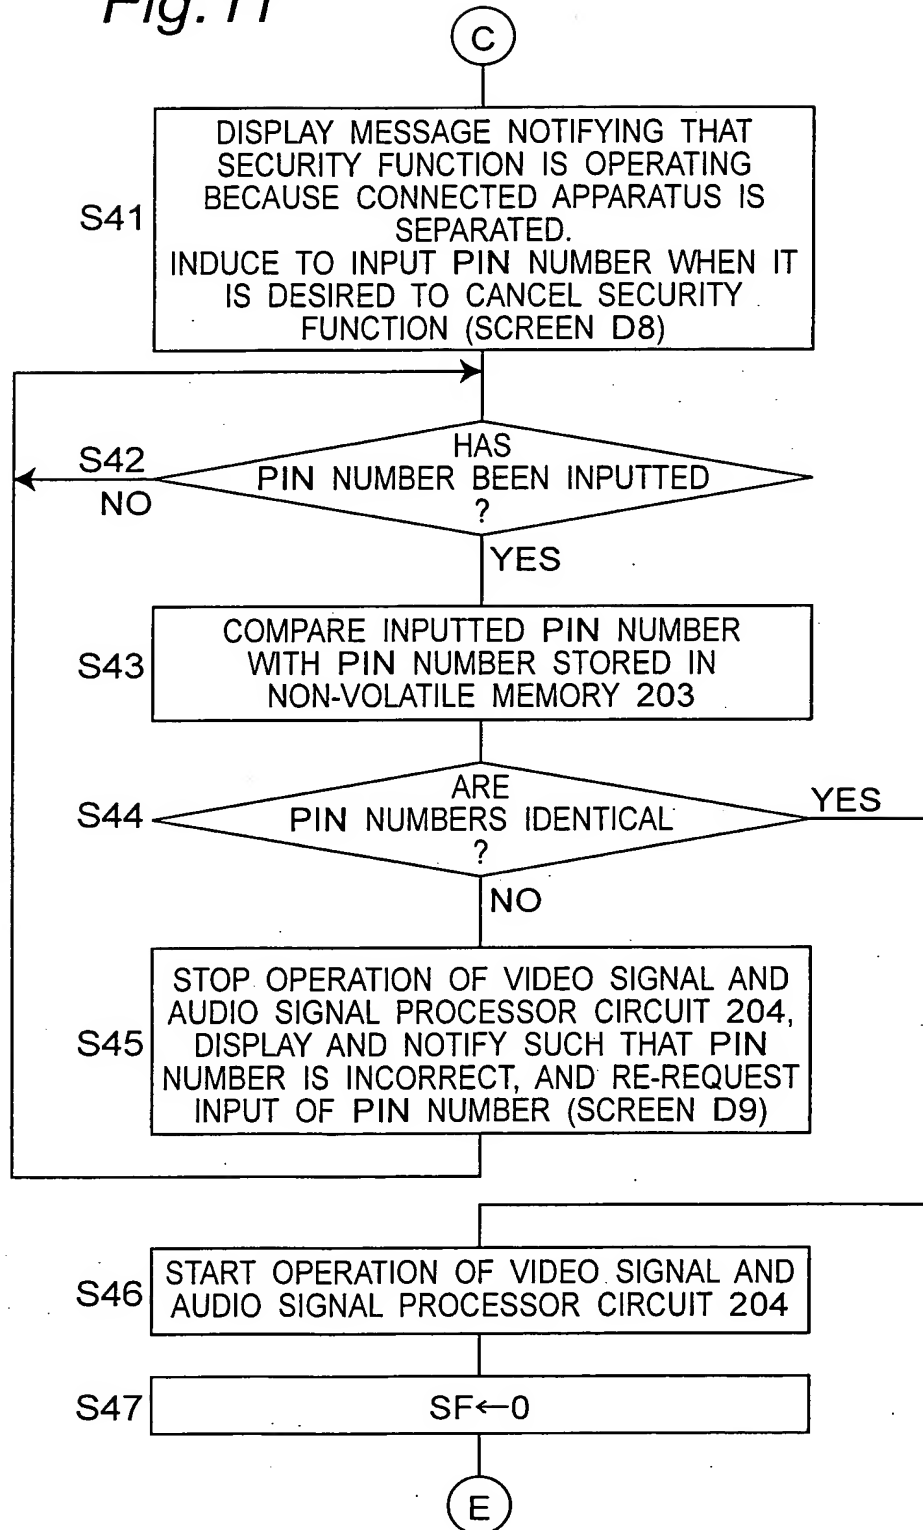 Fig. 11
C
S41
DISPLAY MESSAGE NOTIFYING THAT
SECURITY FUNCTION IS OPERATING
BECAUSE CONNECTED APPARATUS IS
SEPARATED.
INDUCE TO INPUT PIN NUMBER WHEN IT
IS DESIRED TO CANCEL SECURITY
FUNCTION (SCREEN D8)
S42
HAS
PIN NUMBER BEEN INPUTTED
?
NO
YES
S43
COMPARE INPUTTED PIN NUMBER
WITH PIN NUMBER STORED IN
NON-VOLATILE MEMORY 203
S44
ARE
PIN NUMBERS IDENTICAL
?
YES
NO
S45
STOP OPERATION OF VIDEO SIGNAL AND
AUDIO SIGNAL PROCESSOR CIRCUIT 204,
DISPLAY AND NOTIFY SUCH THAT PIN
NUMBER IS INCORRECT, AND RE-REQUEST
INPUT OF PIN NUMBER (SCREEN D9)
S46
START OPERATION OF VIDEO SIGNAL AND
AUDIO SIGNAL PROCESSOR CIRCUIT 204
S47
SF←0
E